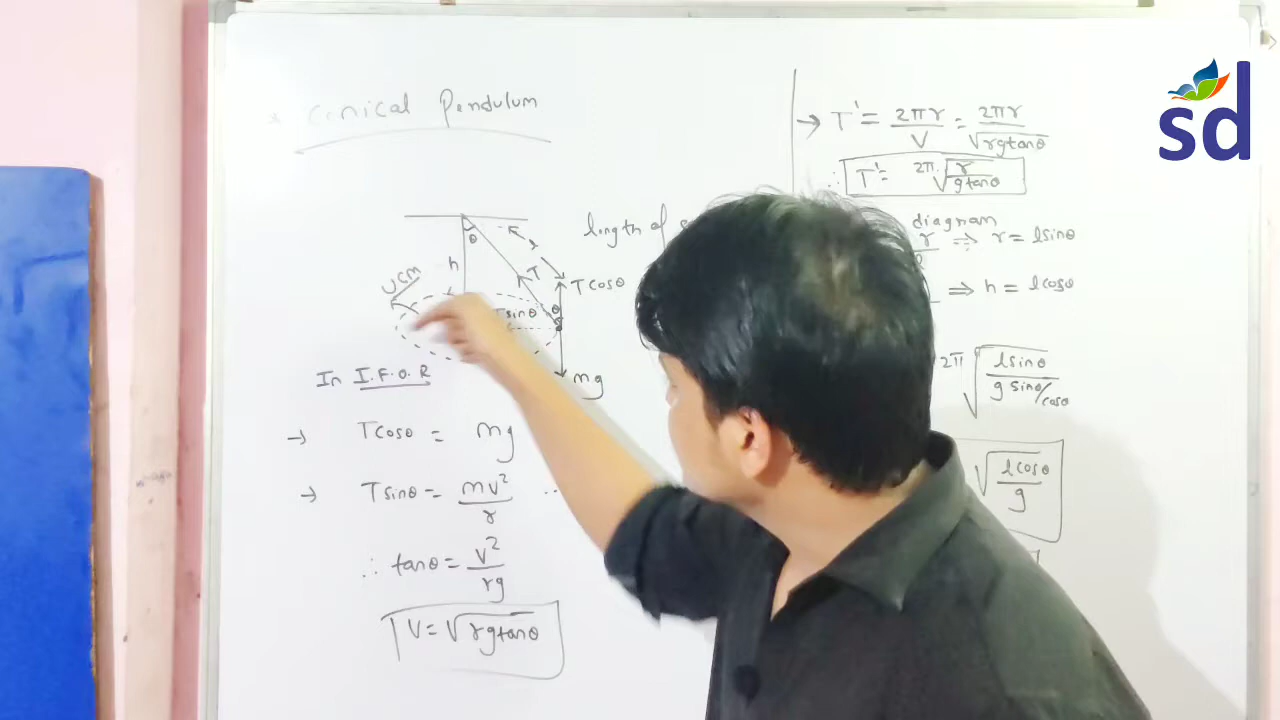 Conical Pendulum
θ
h
l
T
Tcosθ
UCM
Tsinθ
θ
mg
length of
In I.F.O.R
→ Tcosθ = mg
→ Tsinθ = mv²/r ..
∴ tanθ = v²/rg
v = √rgtanθ
→ T' = 2πr/v = 2πr/√rgtanθ
∴ T' = 2π√r/gtanθ
diagram
r/l ⇒ r = lsinθ
⇒ h = lcosθ
2π √lsinθ/g sinθ/cosθ
√lcosθ/g
sd